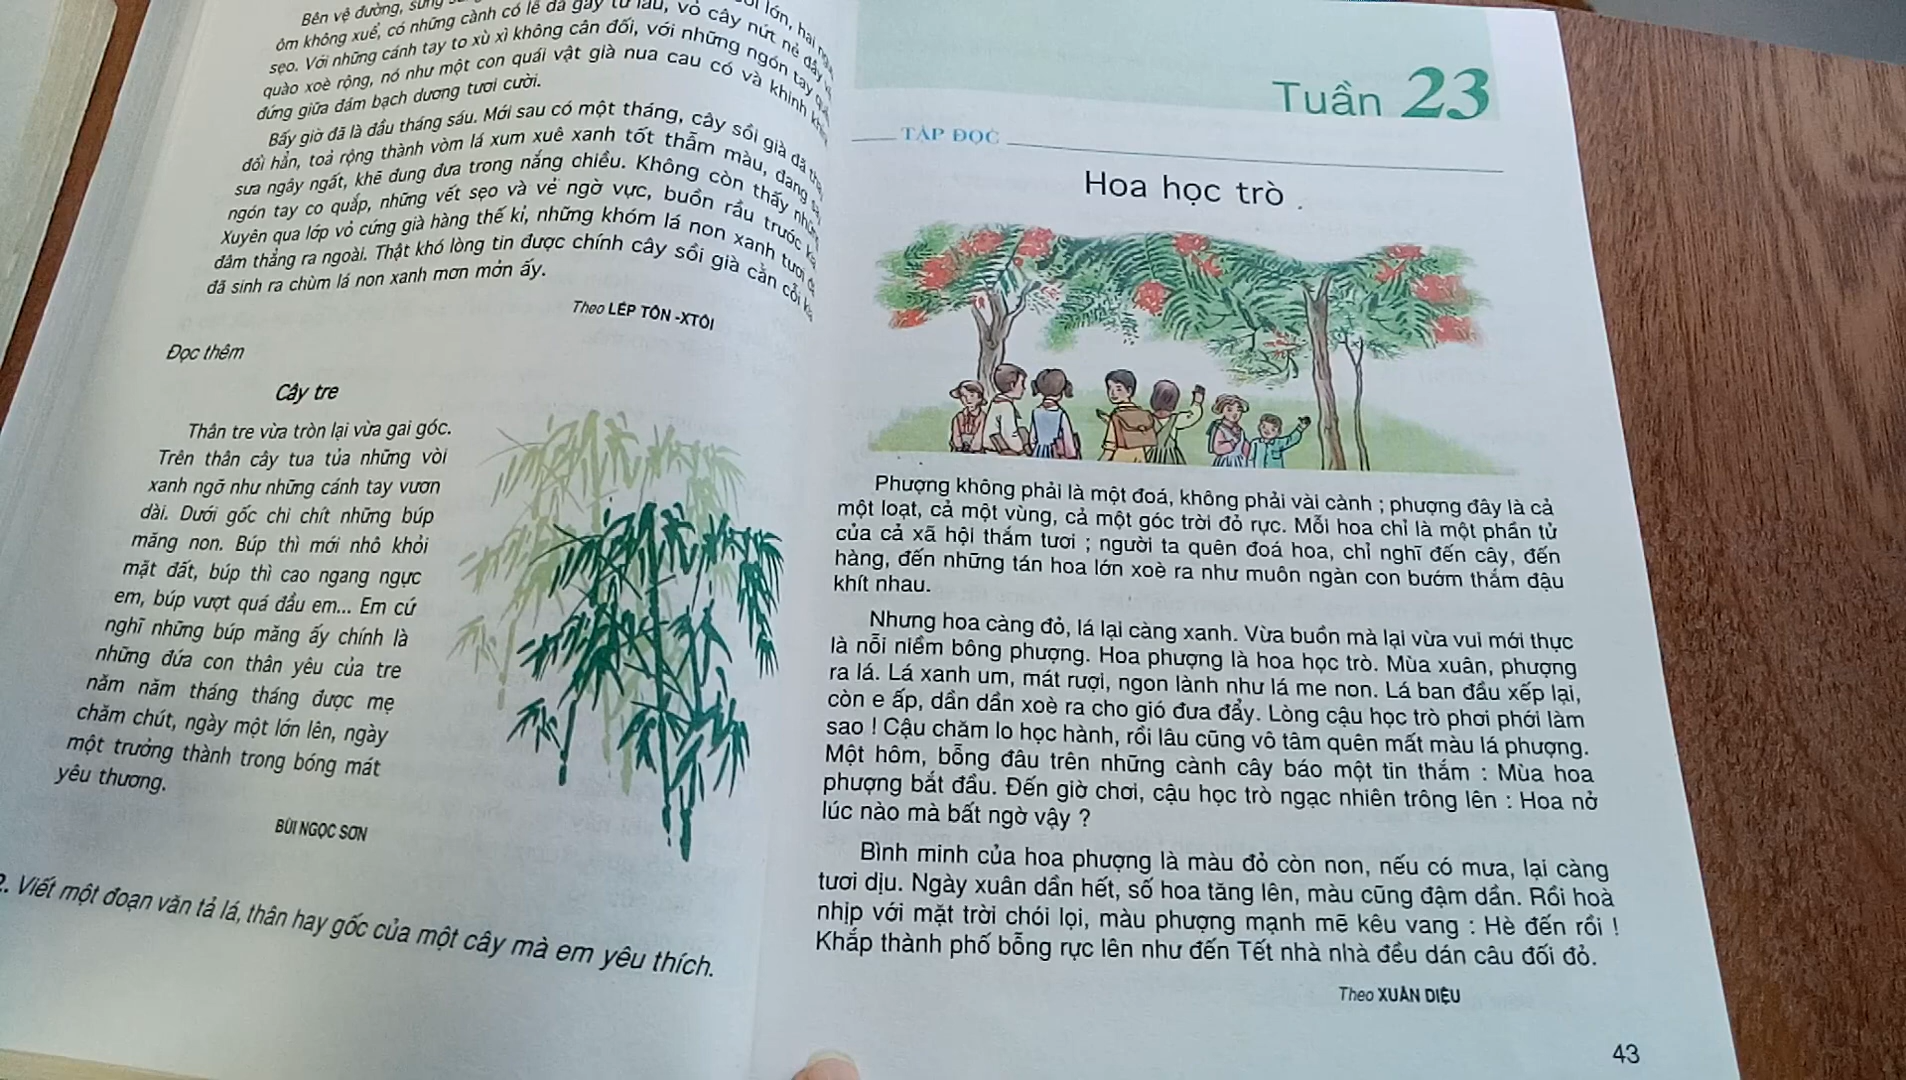 Bên vệ đường,
ôm không xuể, có những cành có lẽ đã gãy từ lâu, vỏ cây nứt nẻ đầy
sẹo. Với những cánh tay to xù xì không cân đối, với những ngón tay
quào xoè rộng, nó như một con quái vật già nua cau có và khinh khỉnh
đứng giữa đám bạch dương tươi cười.
Bấy giờ đã là đầu tháng sáu. Mới sau có một tháng, cây sồi già đã
đổi hẳn, toả rộng thành vòm lá xum xuê xanh tốt thẫm màu, đang
sưa ngây ngất, khẽ đung đưa trong nắng chiều. Không còn thấy những
ngón tay co quắp, những vết sẹo và vẻ ngờ vực, buồn rầu trước
Xuyên qua lớp vỏ cứng già hàng thế kỉ, những khóm lá non xanh tươi
đâm thẳng ra ngoài. Thật khó lòng tin được chính cây sồi già cằn cỗi
đã sinh ra chùm lá non xanh mơn mởn ấy.
Theo LÉP TÔN -XTÔI
Đọc thêm
Cây tre
Thân tre vừa tròn lại vừa gai góc.
Trên thân cây tua tủa những vòi
xanh ngỡ như những cánh tay vươn
dài. Dưới gốc chi chít những búp
măng non. Búp thì mới nhô khỏi
mặt đất, búp thì cao ngang ngực
em, búp vượt quá đầu em... Em cứ
nghĩ những búp măng ấy chính là
những đứa con thân yêu của tre
năm năm tháng tháng được mẹ
chăm chút, ngày một lớn lên, ngày
một trưởng thành trong bóng mát
yêu thương.
BÙI NGỌC SƠN
2. Viết một đoạn văn tả lá, thân hay gốc của một cây mà em yêu thích.
Tuần 23
TẬP ĐỌC
Hoa học trò
Phượng không phải là một đoá, không phải vài cành ; phượng đây là cả
một loạt, cả một vùng, cả một góc trời đỏ rực. Mỗi hoa chỉ là một phần tử
của cả xã hội thắm tươi ; người ta quên đoá hoa, chỉ nghĩ đến cây, đến
hàng, đến những tán hoa lớn xoè ra như muôn ngàn con bướm thắm đậu
khít nhau.
Nhưng hoa càng đỏ, lá lại càng xanh. Vừa buồn mà lại vừa vui mới thực
là nỗi niềm bông phượng. Hoa phượng là hoa học trò. Mùa xuân, phượng
ra lá. Lá xanh um, mát rượi, ngon lành như lá me non. Lá ban đầu xếp lại,
còn e ấp, dần dần xoè ra cho gió đưa đẩy. Lòng cậu học trò phơi phới làm
sao ! Cậu chăm lo học hành, rồi lâu cũng vô tâm quên mất màu lá phượng.
Một hôm, bỗng đâu trên những cành cây báo một tin thắm : Mùa hoa
phượng bắt đầu. Đến giờ chơi, cậu học trò ngạc nhiên trông lên : Hoa nở
lúc nào mà bất ngờ vậy ?
Bình minh của hoa phượng là màu đỏ còn non, nếu có mưa, lại càng
tươi dịu. Ngày xuân dần hết, số hoa tăng lên, màu cũng đậm dần. Rồi hoà
nhịp với mặt trời chói lọi, màu phượng mạnh mẽ kêu vang : Hè đến rồi !
Khắp thành phố bỗng rực lên như đến Tết nhà nhà đều dán câu đối đỏ.
Theo XUÂN DIỆU
43